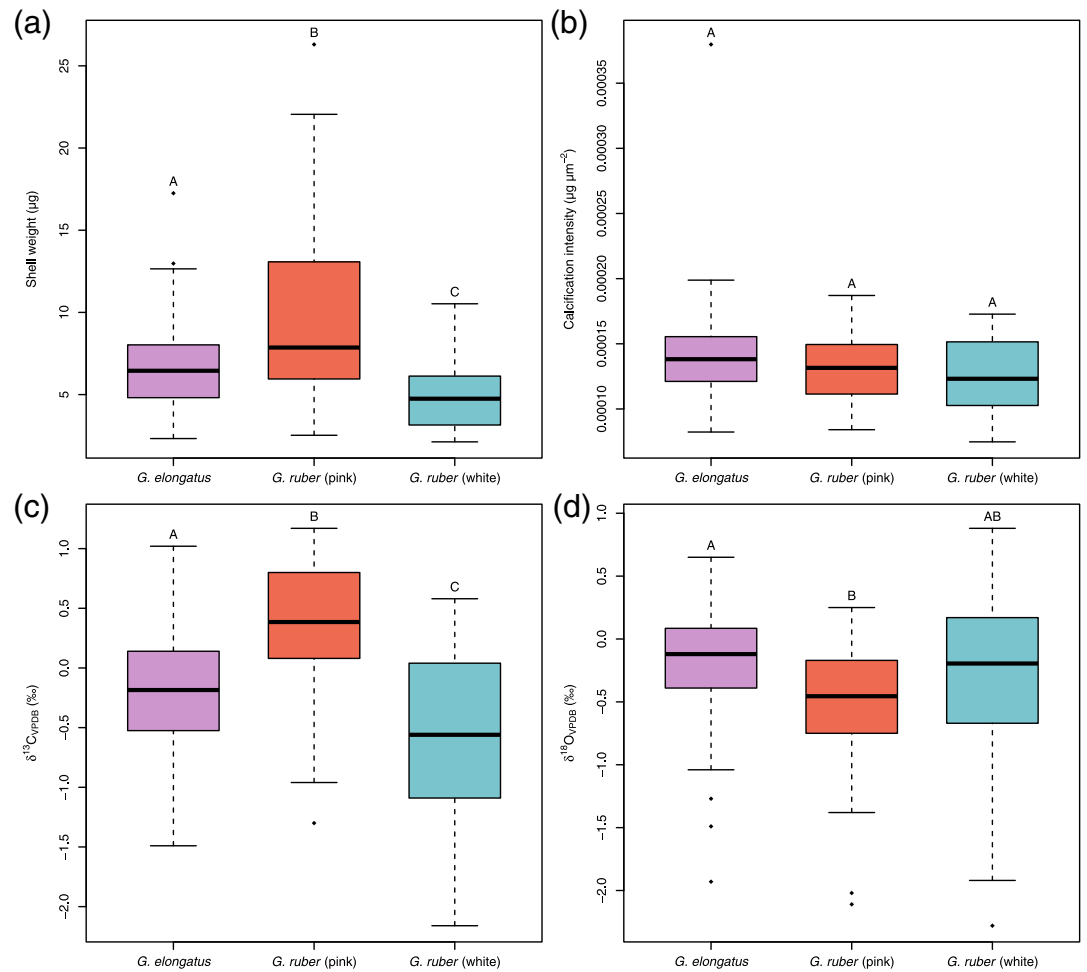 (a)
Shell weight (µg)
25
20
15
10
5
A
B
C
G. elongatus
G. ruber (pink)
G. ruber (white)
(b)
Calcification intensity (µg µm⁻²)
0.00035
0.00030
0.00025
0.00020
0.00015
0.00010
A
A
A
G. elongatus
G. ruber (pink)
G. ruber (white)
(c)
δ¹³C_VPDB (‰)
1.0
0.5
0.0
−0.5
−1.0
−1.5
−2.0
A
B
C
G. elongatus
G. ruber (pink)
G. ruber (white)
(d)
δ¹⁸O_VPDB (‰)
1.0
0.5
0.0
−0.5
−1.0
−1.5
−2.0
A
B
AB
G. elongatus
G. ruber (pink)
G. ruber (white)